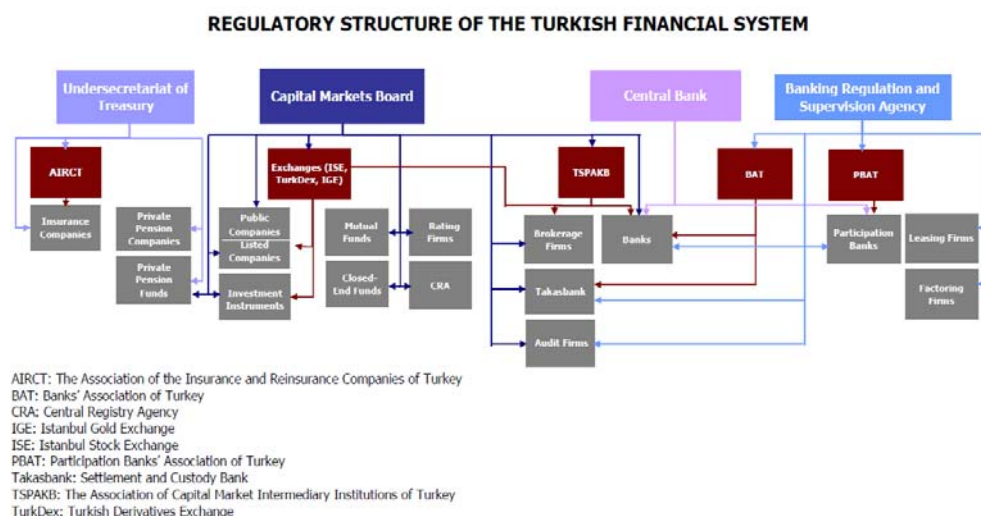 REGULATORY STRUCTURE OF THE TURKISH FINANCIAL SYSTEM
Undersecretariat of
Treasury
Capital Markets Board
Central Bank
Banking Regulation and
Supervision Agency
AIRCT
Exchanges (ISE,
TurkDex, IGE)
TSPAKB
BAT
PBAT
Insurance
Companies
Private
Pension
Companies
Public
Companies
Listed
Companies
Mutual
Funds
Rating
Firms
Brokerage
Firms
Banks
Participation
Banks
Leasing Firms
Private
Pension
Funds
Investment
Instruments
Closed-
End Funds
CRA
Takasbank
Factoring
Firms
Audit Firms
AIRCT: The Association of the Insurance and Reinsurance Companies of Turkey
BAT: Banks' Association of Turkey
CRA: Central Registry Agency
IGE: Istanbul Gold Exchange
ISE: Istanbul Stock Exchange
PBAT: Participation Banks' Association of Turkey
Takasbank: Settlement and Custody Bank
TSPAKB: The Association of Capital Market Intermediary Institutions of Turkey
TurkDex: Turkish Derivatives Exchange